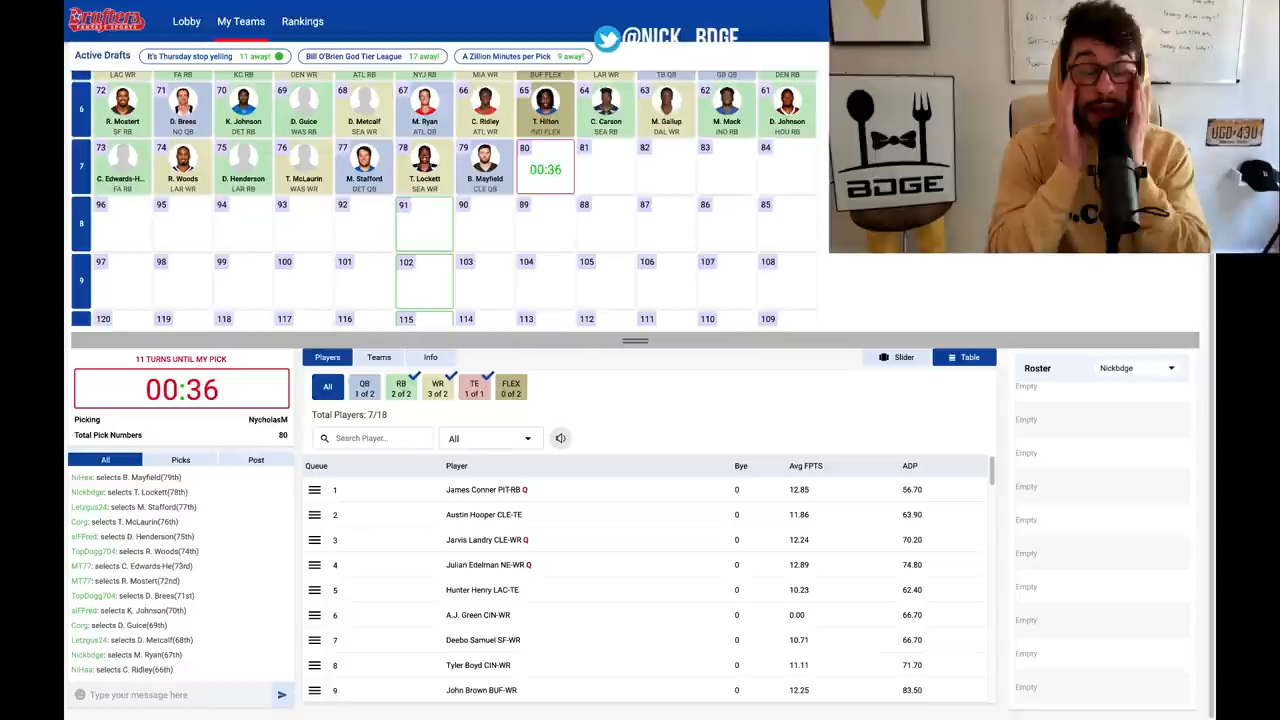 Drafters
FANTASY SPORTS
Lobby
My Teams
Rankings
@NICK_BDGE
Active Drafts
It's Thursday stop yelling 11 away!
Bill O'Brien God Tier League 17 away!
A Zillion Minutes per Pick 9 away!
LAC WR
FA RB
KC RB
DEN WR
ATL RB
NYJ RB
MIA WR
BUF FLEX
LAR WR
TB QB
GB QB
DEN RB
6
72
R. Mostert
SF RB
71
D. Brees
NO QB
70
K. Johnson
DET RB
69
D. Guice
WAS RB
68
D. Metcalf
SEA WR
67
M. Ryan
ATL QB
66
C. Ridley
ATL WR
65
T. Hilton
IND FLEX
64
C. Carson
SEA RB
63
M. Gallup
DAL WR
62
M. Mack
IND RB
61
D. Johnson
HOU RB
7
73
C. Edwards-H...
FA RB
74
R. Woods
LAR WR
75
D. Henderson
LAR RB
76
T. McLaurin
WAS WR
77
M. Stafford
DET QB
78
T. Lockett
SEA WR
79
B. Mayfield
CLE QB
80
00:36
81
82
83
84
8
96
95
94
93
92
91
90
89
88
87
86
85
9
97
98
99
100
101
102
103
104
105
106
107
108
120
119
118
117
116
115
114
113
112
111
110
109
BDGE
UGD·43U
11 TURNS UNTIL MY PICK
00:36
Picking NycholasM
Total Pick Numbers 80
All
Picks
Post
NiHaa: selects B. Mayfield(79th)
Nickbdge: selects T. Lockett(78th)
Letzgus24: selects M. Stafford(77th)
Corg: selects T. McLaurin(76th)
alFFred: selects D. Henderson(75th)
TopDogg704: selects R. Woods(74th)
MT77: selects C. Edwards-He(73rd)
MT77: selects R. Mostert(72nd)
TopDogg704: selects D. Brees(71st)
alFFred: selects K. Johnson(70th)
Corg: selects D. Guice(69th)
Letzgus24: selects D. Metcalf(68th)
Nickbdge: selects M. Ryan(67th)
NiHaa: selects C. Ridley(66th)
Type your message here
Players
Teams
Info
Slider
Table
All
QB
1 of 2
RB
2 of 2
WR
3 of 2
TE
1 of 1
FLEX
0 of 2
Total Players: 7/18
Search Player...
All
Queue Player Bye Avg FPTS ADP
1 James Conner PIT-RB Q 0 12.85 56.70
2 Austin Hooper CLE-TE 0 11.86 63.90
3 Jarvis Landry CLE-WR Q 0 12.24 70.20
4 Julian Edelman NE-WR Q 0 12.89 74.80
5 Hunter Henry LAC-TE 0 10.23 62.40
6 A.J. Green CIN-WR 0 0.00 66.70
7 Deebo Samuel SF-WR 0 10.71 66.70
8 Tyler Boyd CIN-WR 0 11.11 71.70
9 John Brown BUF-WR 0 12.25 83.50
Roster
Nickbdge
Empty
Empty
Empty
Empty
Empty
Empty
Empty
Empty
Empty
Empty